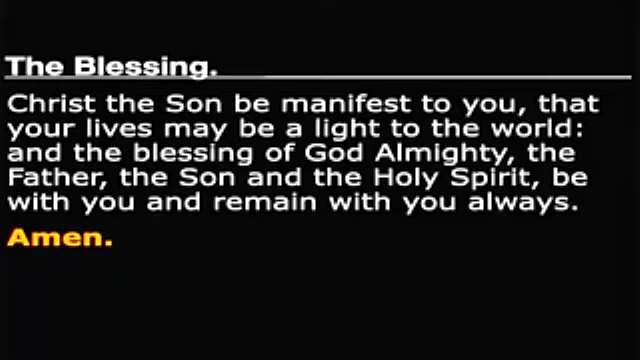 The Blessing.
Christ the Son be manifest to you, that
your lives may be a light to the world:
and the blessing of God Almighty, the
Father, the Son and the Holy Spirit, be
with you and remain with you always.
Amen.